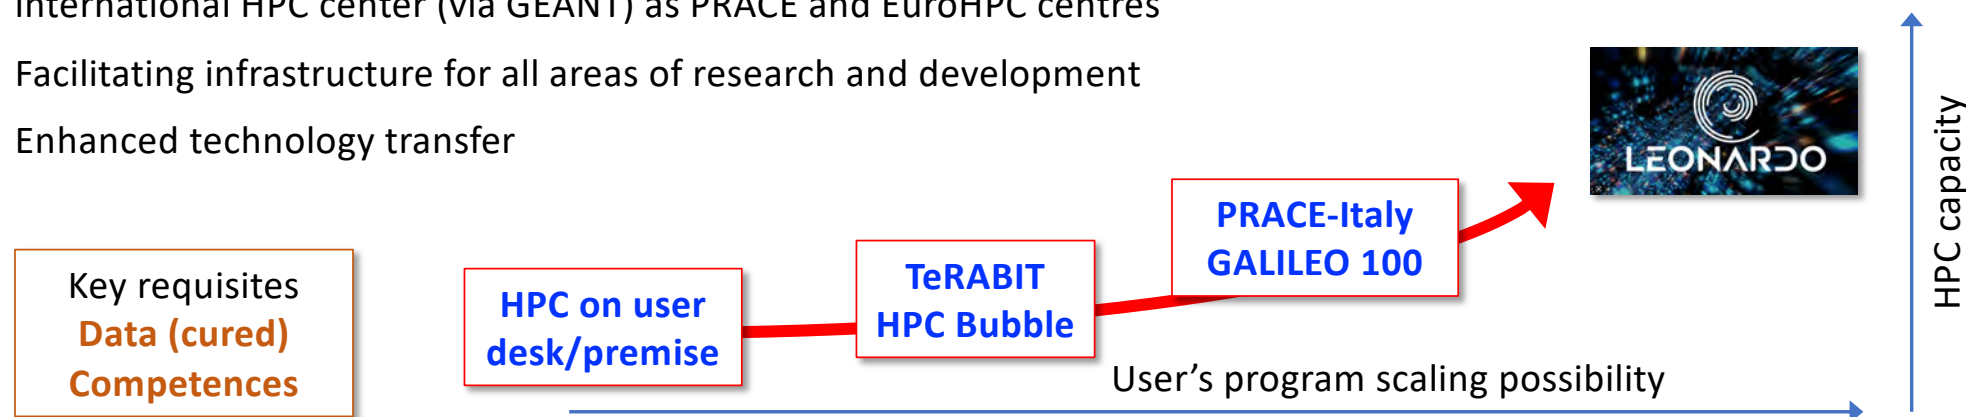 International HPC center (via GEANT) as PRACE and EuroHPC centres
Facilitating infrastructure for all areas of research and development
Enhanced technology transfer
LEONARDO
HPC capacity
PRACE-Italy
GALILEO 100
TeRABIT
HPC Bubble
HPC on user
desk/premise
Key requisites
Data (cured)
Competences
User's program scaling possibility